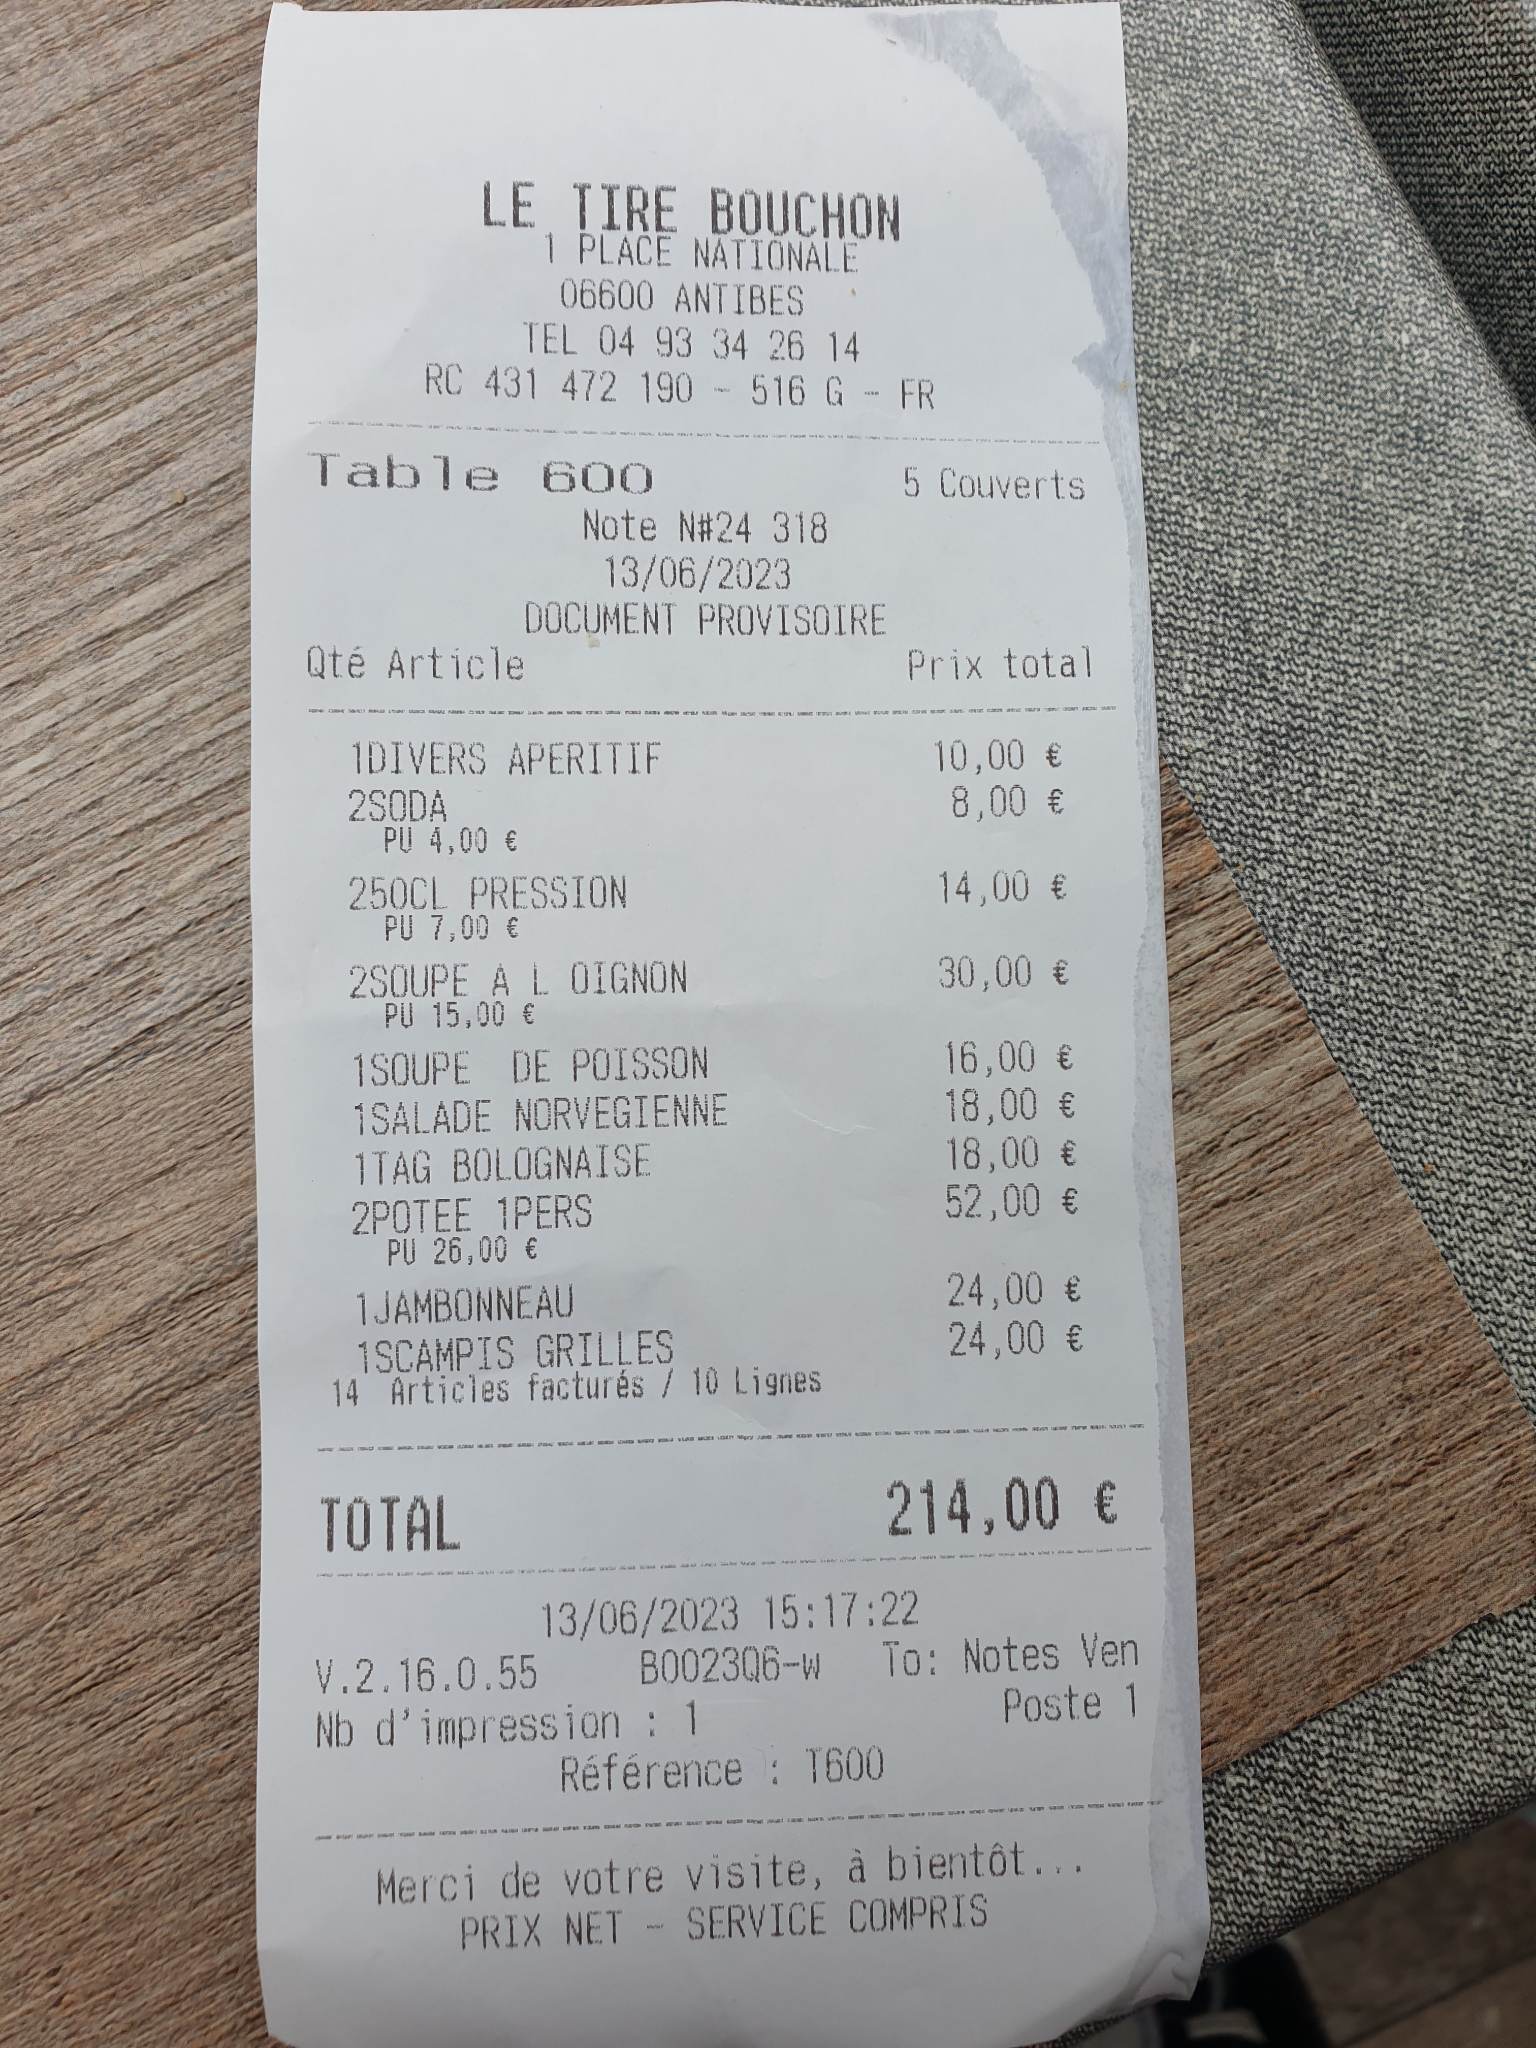 LE TIRE BOUCHON
1 PLACE NATIONALE
06600 ANTIBES
TEL 04 93 34 26 14
RC 431 472 190 - 516 G - FR
Table 600 5 Couverts
Note N#24 318
13/06/2023
DOCUMENT PROVISOIRE
Qté Article Prix total
1DIVERS APERITIF 10,00 €
2SODA 8,00 €
PU 4,00 €
250CL PRESSION 14,00 €
PU 7,00 €
2SOUPE A L OIGNON 30,00 €
PU 15,00 €
1SOUPE DE POISSON 16,00 €
1SALADE NORVEGIENNE 18,00 €
1TAG BOLOGNAISE 18,00 €
2POTEE 1PERS 52,00 €
PU 26,00 €
1JAMBONNEAU 24,00 €
1SCAMPIS GRILLES 24,00 €
14 Articles facturés / 10 Lignes
TOTAL 214,00 €
13/06/2023 15:17:22
V.2.16.0.55 B0023Q6-w To: Notes Ven
Nb d'impression : 1 Poste 1
Référence : T600
Merci de votre visite, à bientôt...
PRIX NET - SERVICE COMPRIS